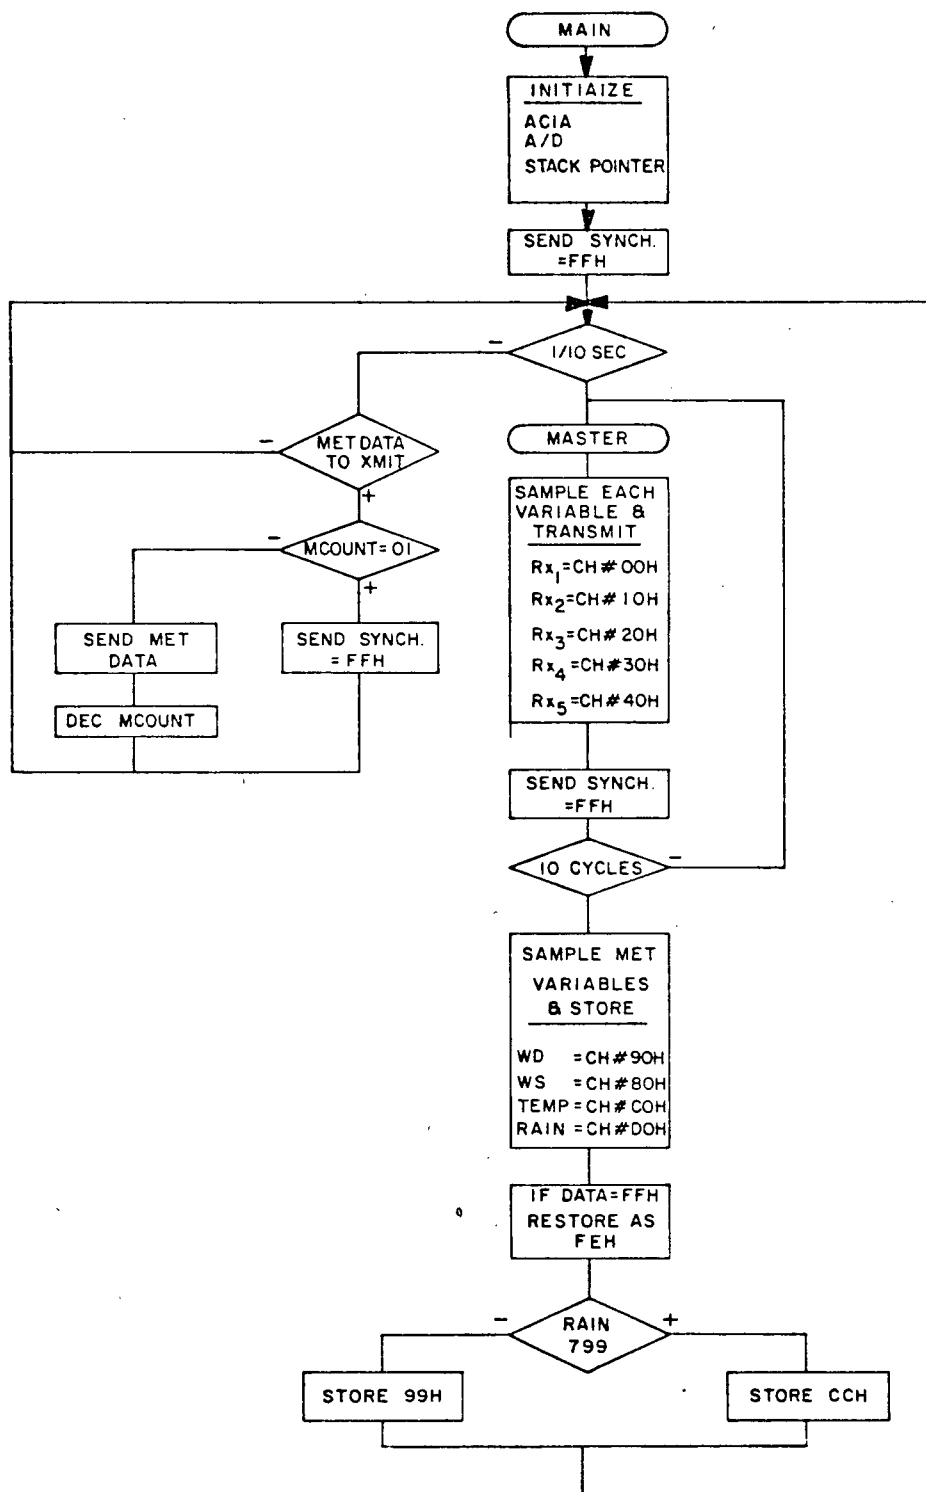 MAIN
INITIAIZE
ACIA
A/D
STACK POINTER
SEND SYNCH.
=FFH
1/10 SEC
-
MET DATA
TO XMIT
-
+
MCOUNT=01
-
+
SEND MET
DATA
DEC MCOUNT
SEND SYNCH.
=FFH
MASTER
SAMPLE EACH
VARIABLE &
TRANSMIT
Rx1=CH#00H
Rx2=CH#10H
Rx3=CH#20H
Rx4=CH#30H
Rx5=CH#40H
SEND SYNCH.
=FFH
10 CYCLES
-
SAMPLE MET
VARIABLES
& STORE
WD =CH#90H
WS =CH#80H
TEMP=CH#C0H
RAIN=CH#D0H
IF DATA=FFH
RESTORE AS
FEH
-
RAIN
799
+
STORE 99H
STORE CCH